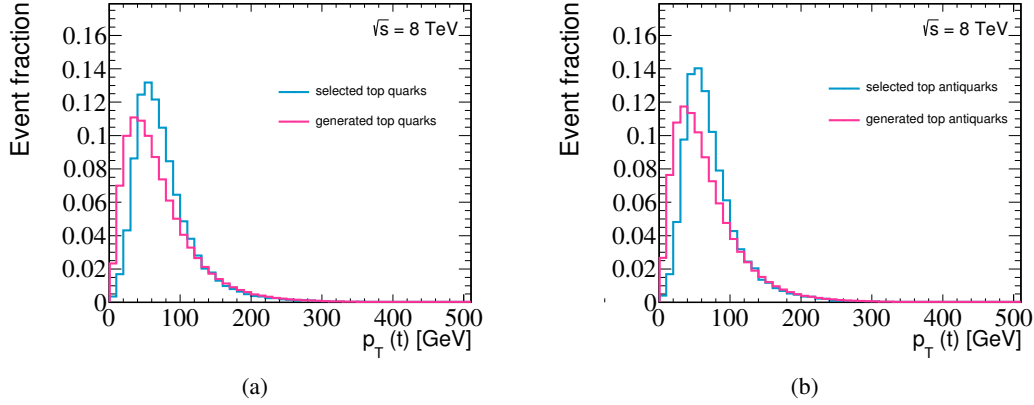 Event fraction
0.16
0.14
0.12
0.1
0.08
0.06
0.04
0.02
0
√s = 8 TeV
selected top quarks
generated top quarks
0 100 200 300 400 500
p_T (t) [GeV]
(a)
Event fraction
0.16
0.14
0.12
0.1
0.08
0.06
0.04
0.02
0
√s = 8 TeV
selected top antiquarks
generated top antiquarks
0 100 200 300 400 500
p_T (t) [GeV]
(b)